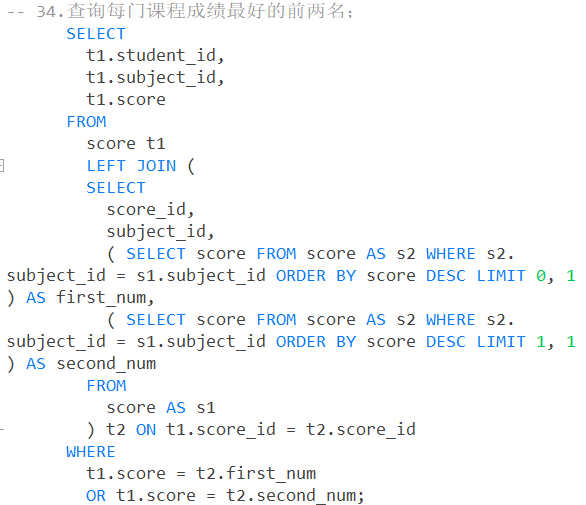 -- 34.查询每门课程成绩最好的前两名;
SELECT
t1.student_id,
t1.subject_id,
t1.score
FROM
score t1
LEFT JOIN (
SELECT
score_id,
subject_id,
( SELECT score FROM score AS s2 WHERE s2.
subject_id = s1.subject_id ORDER BY score DESC LIMIT 0, 1
) AS first_num,
( SELECT score FROM score AS s2 WHERE s2.
subject_id = s1.subject_id ORDER BY score DESC LIMIT 1, 1
) AS second_num
FROM
score AS s1
) t2 ON t1.score_id = t2.score_id
WHERE
t1.score = t2.first_num
OR t1.score = t2.second_num;